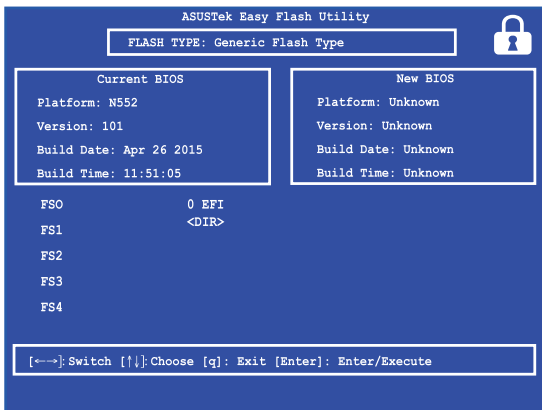 ASUSTek Easy Flash Utility
FLASH TYPE: Generic Flash Type
Current BIOS
Platform: N552
Version: 101
Build Date: Apr 26 2015
Build Time: 11:51:05
New BIOS
Platform: Unknown
Version: Unknown
Build Date: Unknown
Build Time: Unknown
FSO
FS1
FS2
FS3
FS4
0 EFI
<DIR>
[←→]: Switch [↑↓]: Choose [q]: Exit [Enter]: Enter/Execute